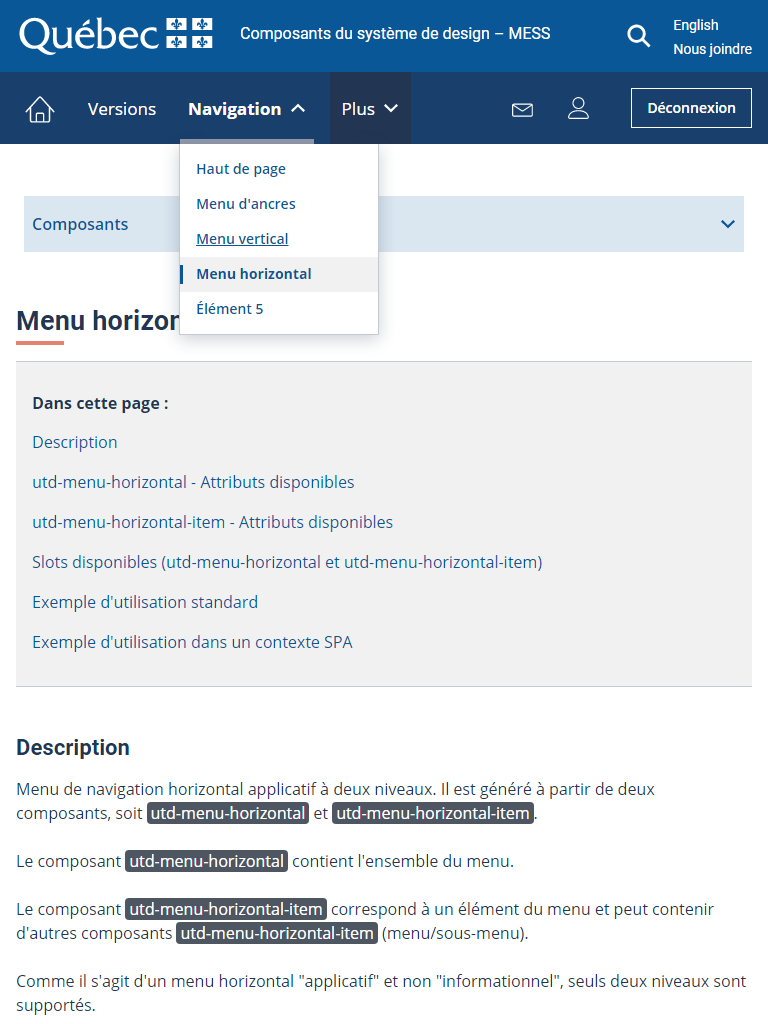 Québec
Composants du système de design – MESS
English
Nous joindre
Versions
Navigation
Plus
Déconnexion
Haut de page
Menu d'ancres
Menu vertical
Menu horizontal
Élément 5
Composants
Menu horizon
Dans cette page :
Description
utd-menu-horizontal - Attributs disponibles
utd-menu-horizontal-item - Attributs disponibles
Slots disponibles (utd-menu-horizontal et utd-menu-horizontal-item)
Exemple d'utilisation standard
Exemple d'utilisation dans un contexte SPA
Description
Menu de navigation horizontal applicatif à deux niveaux. Il est généré à partir de deux
composants, soit utd-menu-horizontal et utd-menu-horizontal-item.
Le composant utd-menu-horizontal contient l'ensemble du menu.
Le composant utd-menu-horizontal-item correspond à un élément du menu et peut contenir
d'autres composants utd-menu-horizontal-item (menu/sous-menu).
Comme il s'agit d'un menu horizontal "applicatif" et non "informationnel", seuls deux niveaux sont
supportés.